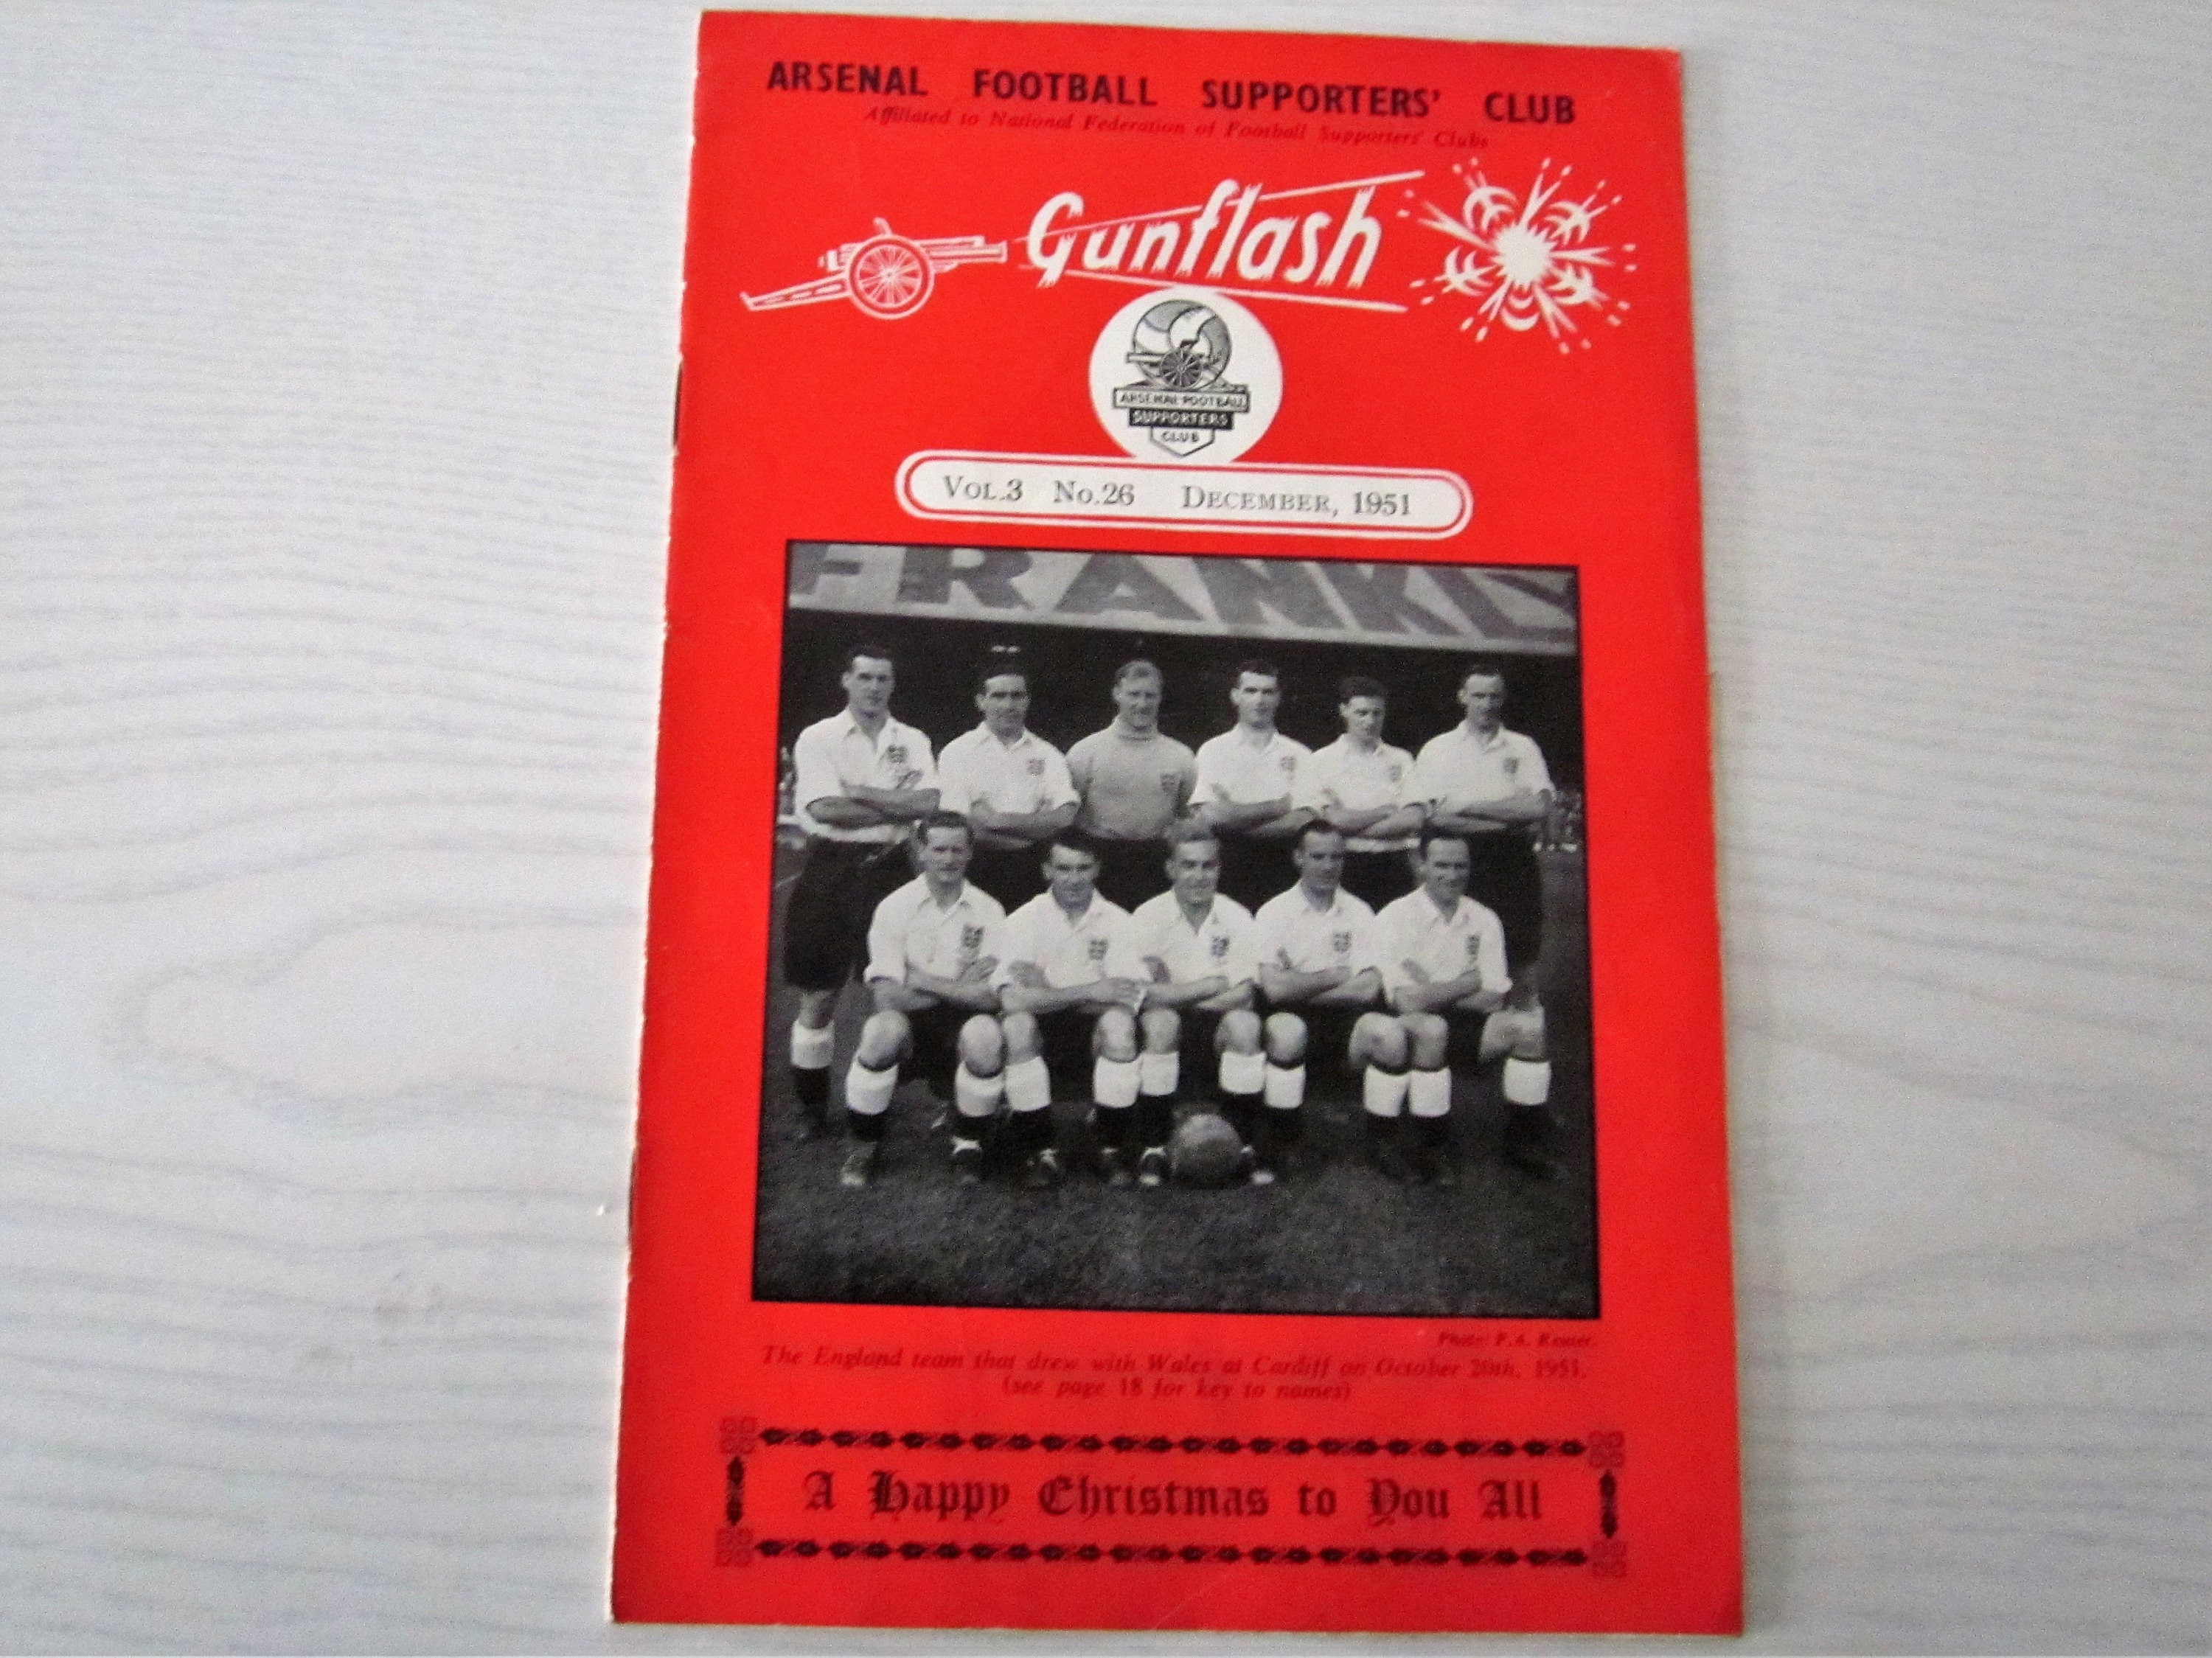 ARSENAL FOOTBALL SUPPORTERS' CLUB
Affiliated to National Federation of Football Supporters' Clubs
Gunflash
ARSENAL FOOTBALL
SUPPORTERS
CLUB
VOL.3 No.26 DECEMBER, 1951
FRANKLY
Photo: P.A. Reuter.
The England team that drew with Wales at Cardiff on October 20th, 1951.
(see page 18 for key to names)
A Happy Christmas to You All